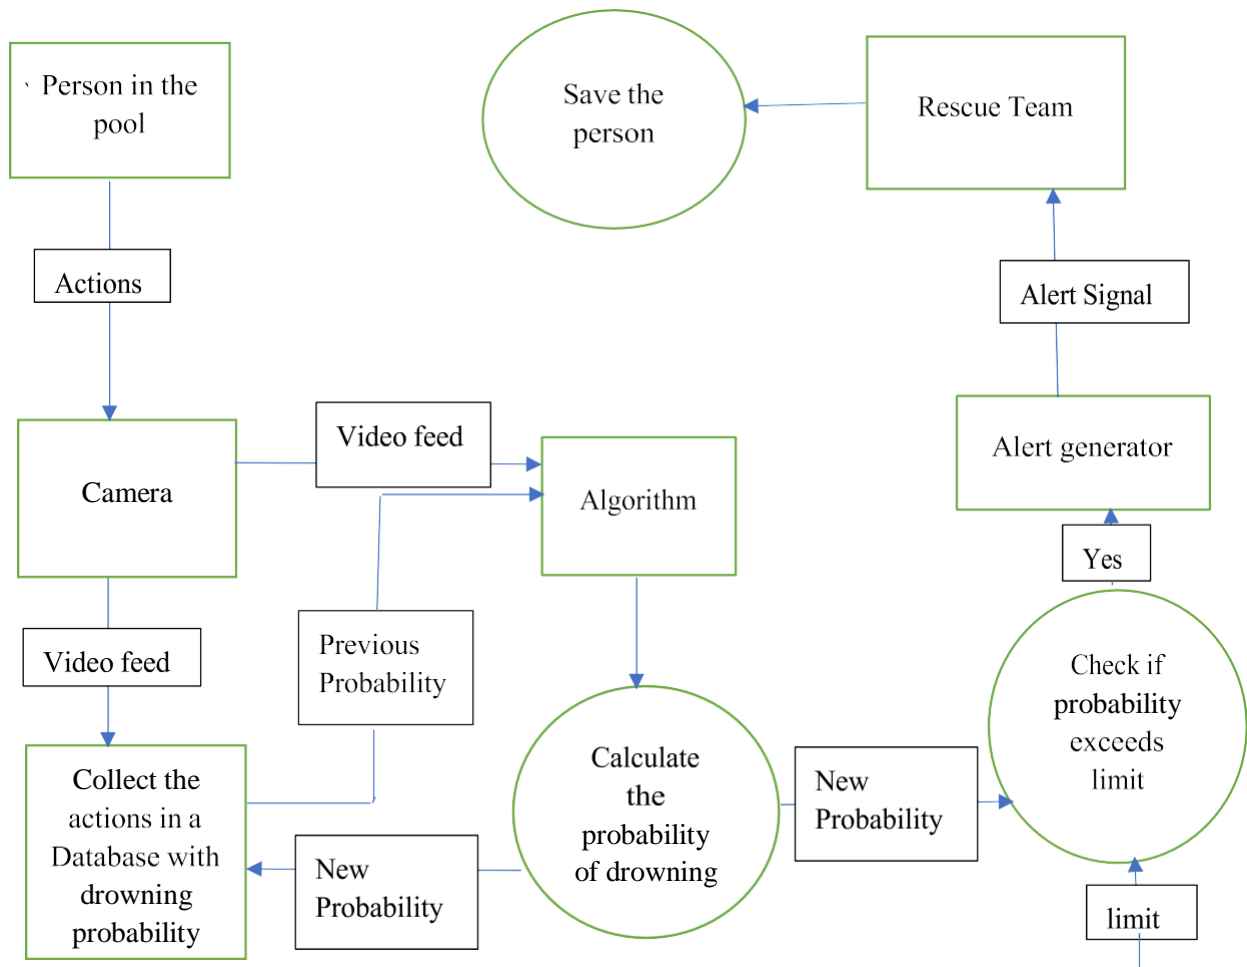 ` Person in the
pool
Save the
person
Rescue Team
Actions
Alert Signal
Video feed
Camera
Algorithm
Alert generator
Yes
Video feed
Previous
Probability
Check if
probability
exceeds
limit
Collect the
actions in a
Database with
drowning
probability
New
Probability
Calculate
the
probability
of drowning
New
Probability
limit